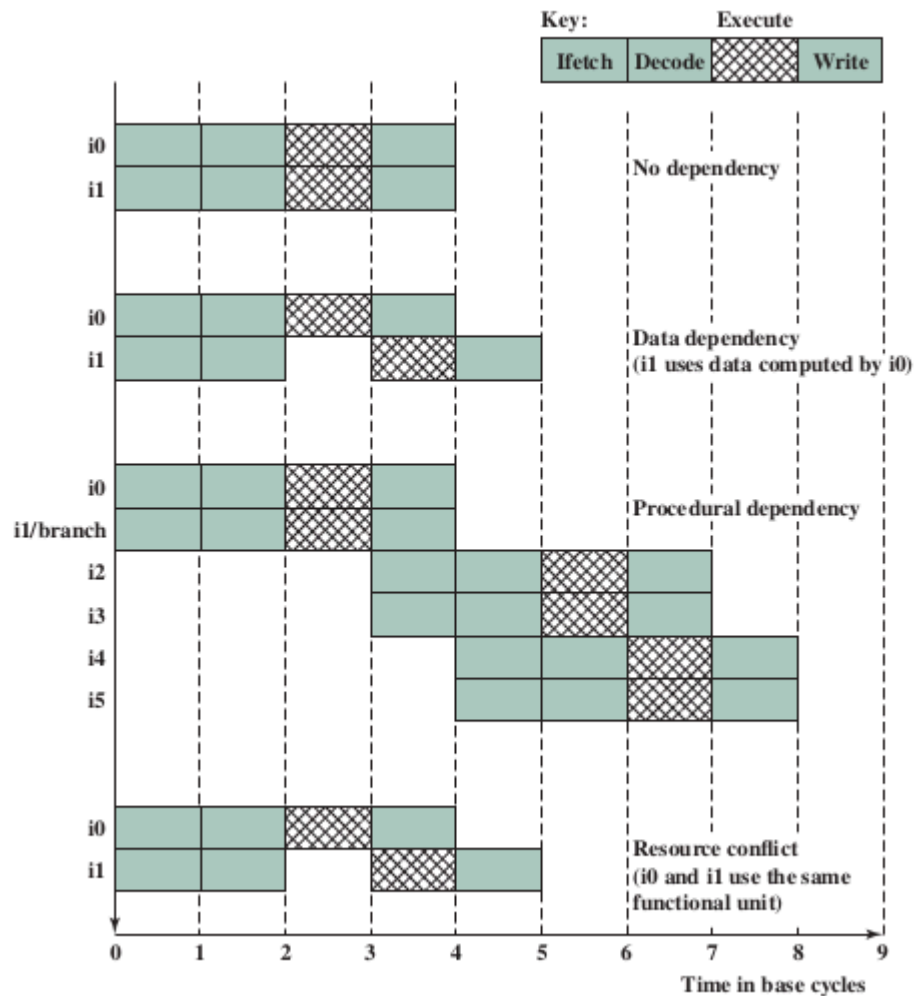 Key: Execute
Ifetch Decode Write
i0
i1
No dependency
i0
i1
Data dependency
(i1 uses data computed by i0)
i0
i1/branch
Procedural dependency
i2
i3
i4
i5
i0
i1
Resource conflict
(i0 and i1 use the same
functional unit)
0 1 2 3 4 5 6 7 8 9
Time in base cycles